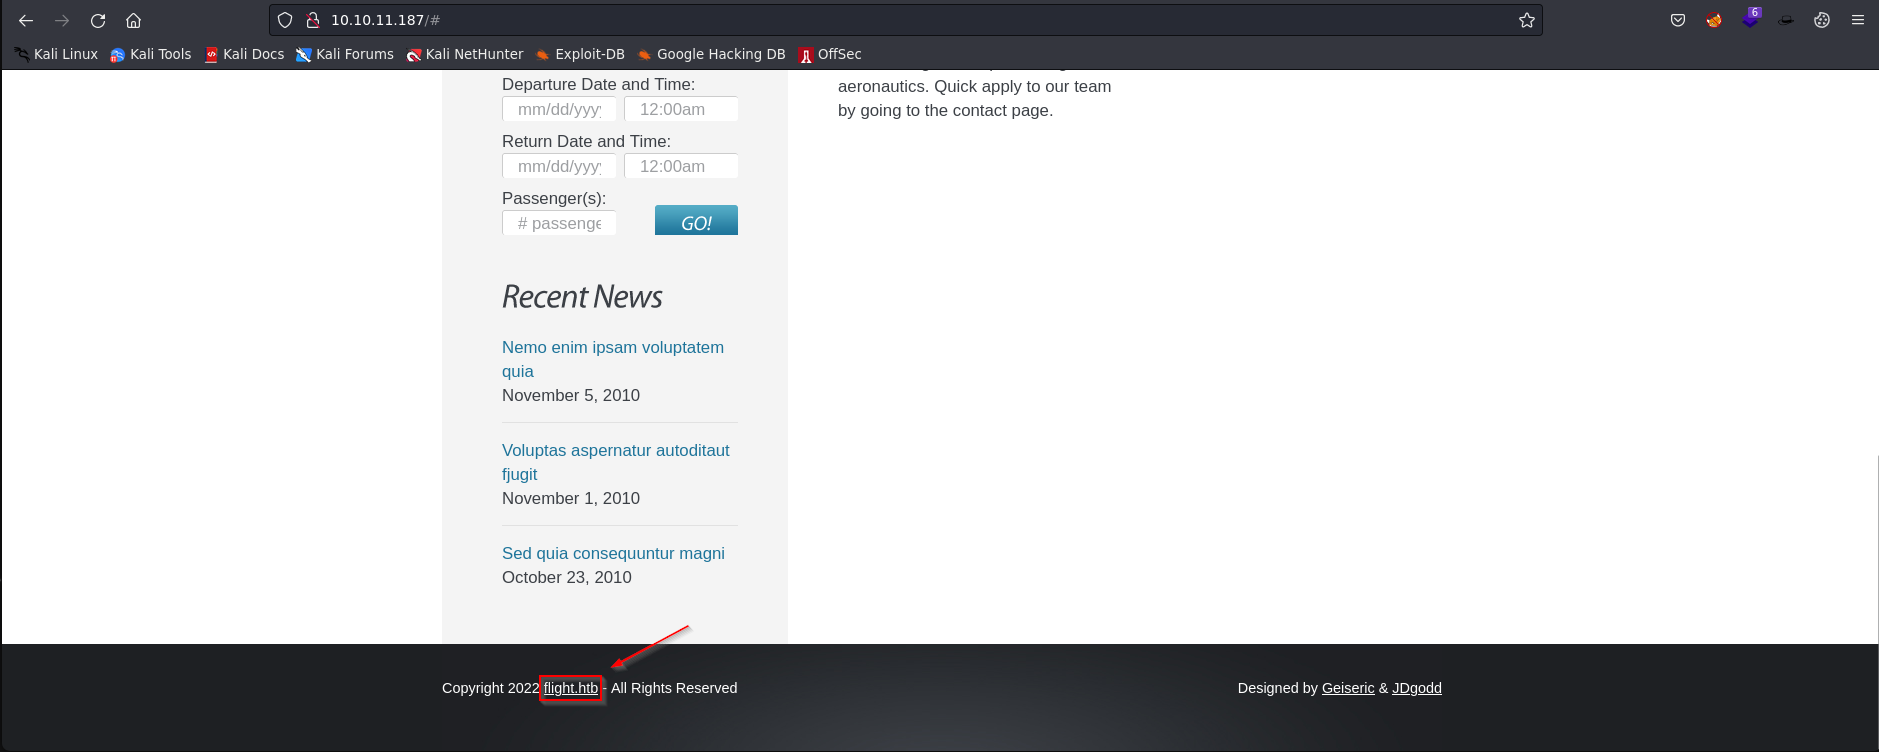 10.10.11.187/#
6
Kali Linux Kali Tools Kali Docs Kali Forums Kali NetHunter Exploit-DB Google Hacking DB OffSec
Departure Date and Time:
mm/dd/yyy 12:00am
Return Date and Time:
mm/dd/yyy 12:00am
Passenger(s):
# passenge GO!
Recent News
Nemo enim ipsam voluptatem
quia
November 5, 2010
Voluptas aspernatur autoditaut
fjugit
November 1, 2010
Sed quia consequuntur magni
October 23, 2010
aeronautics. Quick apply to our team
by going to the contact page.
Copyright 2022 flight.htb - All Rights Reserved
Designed by Geiseric & JDgodd